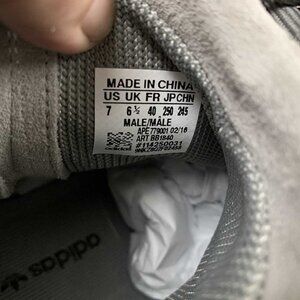 MADE IN CHINA
US UK FR JP CHN
7 6½ 40 250 245
MALE/MÂLE
APE 779001 02/16
ART BB1840
#114250031
adidas